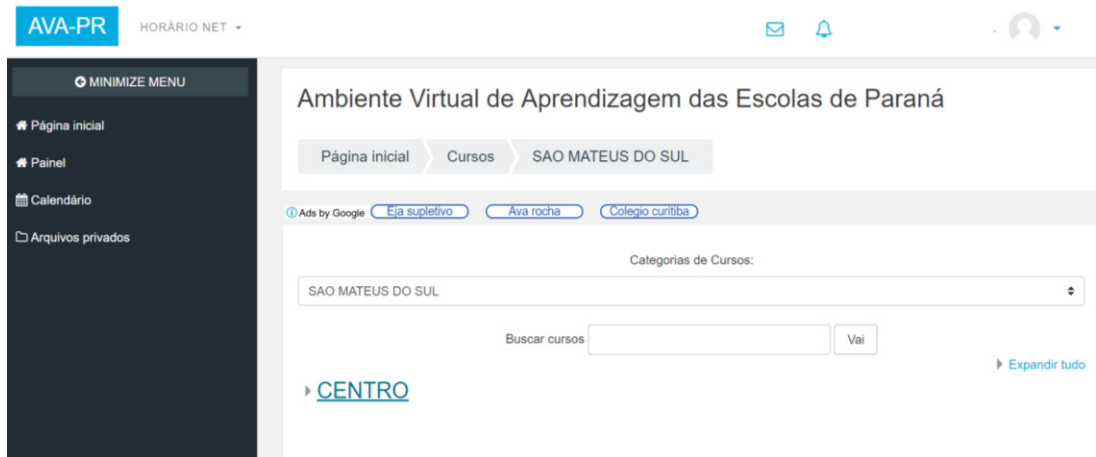 AVA-PR HORÁRIO NET
MINIMIZE MENU
Página inicial
Painel
Calendário
Arquivos privados
Ambiente Virtual de Aprendizagem das Escolas de Paraná
Página inicial Cursos SAO MATEUS DO SUL
Ads by Google Eja supletivo Ava rocha Colegio curitiba
Categorias de Cursos:
SAO MATEUS DO SUL
Buscar cursos Vai
Expandir tudo
CENTRO